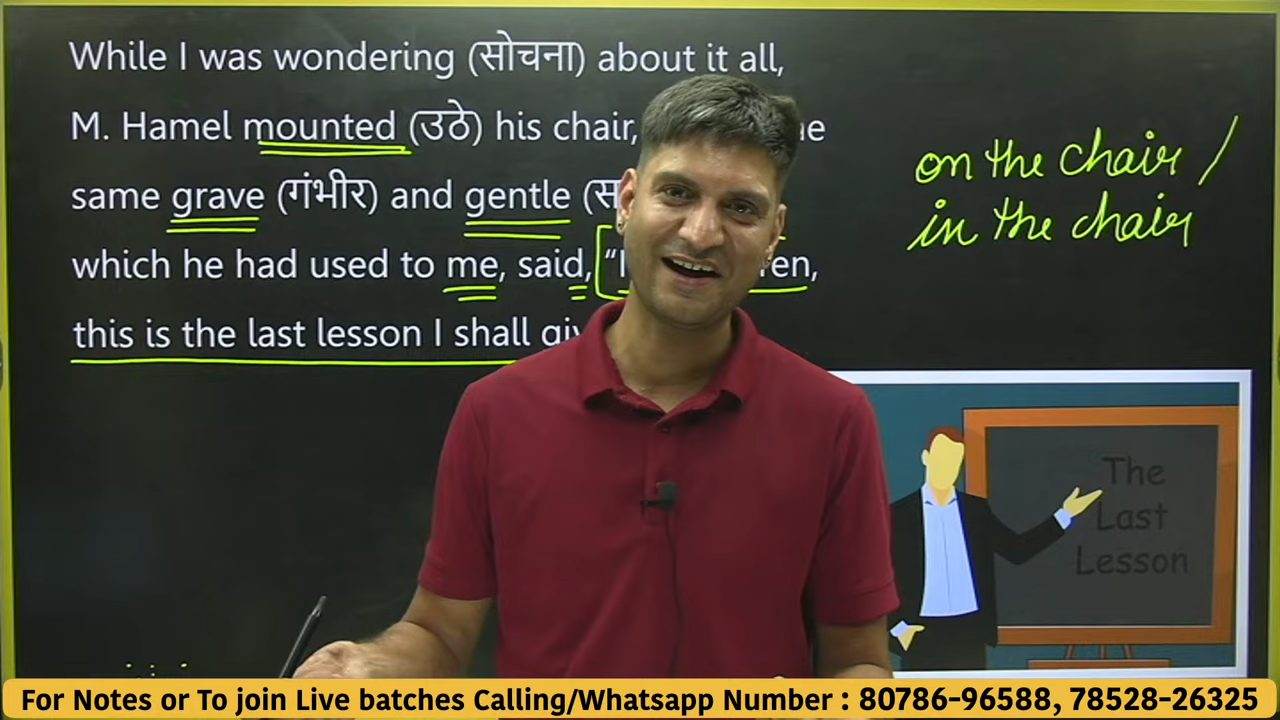 While I was wondering (सोचना) about it all,
M. Hamel mounted (उठे) his chair,
same grave (गंभीर) and gentle
which he had used to me, said,
this is the last lesson I shall
on the chair /
in the chair
The
Last
Lesson
For Notes or To join Live batches Calling/Whatsapp Number : 80786-96588, 78528-26325